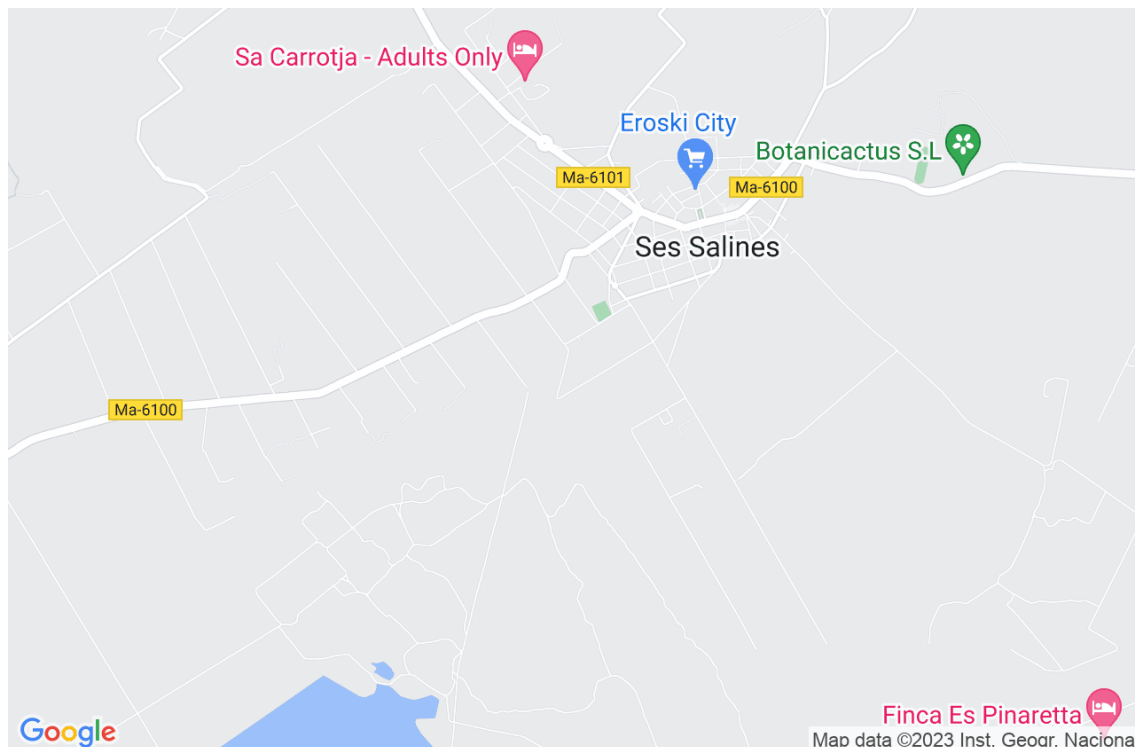 Sa Carrotja - Adults Only
Eroski City
Botanicactus S.L
Ma-6101
Ma-6100
Ses Salines
Ma-6100
Finca Es Pinaretta
Google
Map data ©2023 Inst. Geogr. Naciona